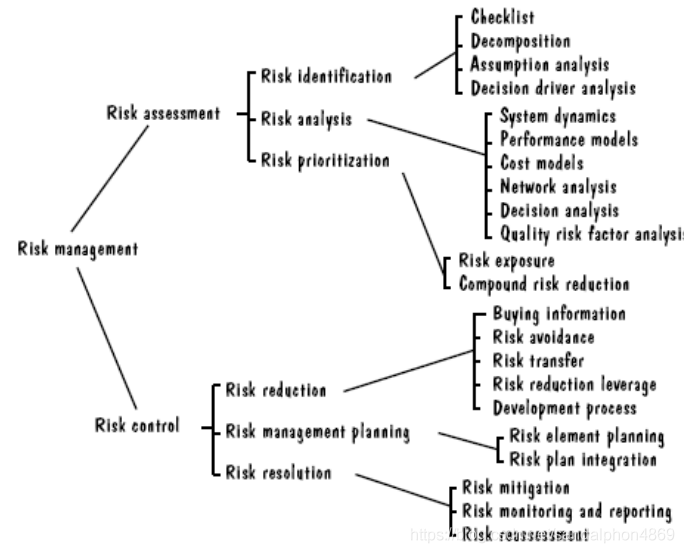 Checklist
Decomposition
Assumption analysis
Decision driver analysis
Risk identification
Risk assessment
Risk analysis
Risk prioritization
System dynamics
Performance models
Cost models
Network analysis
Decision analysis
Quality risk factor analysis
Risk management
Risk exposure
Compound risk reduction
Buying information
Risk avoidance
Risk transfer
Risk reduction leverage
Development process
Risk reduction
Risk control
Risk management planning
Risk element planning
Risk plan integration
Risk resolution
Risk mitigation
Risk monitoring and reporting
Risk reassessment